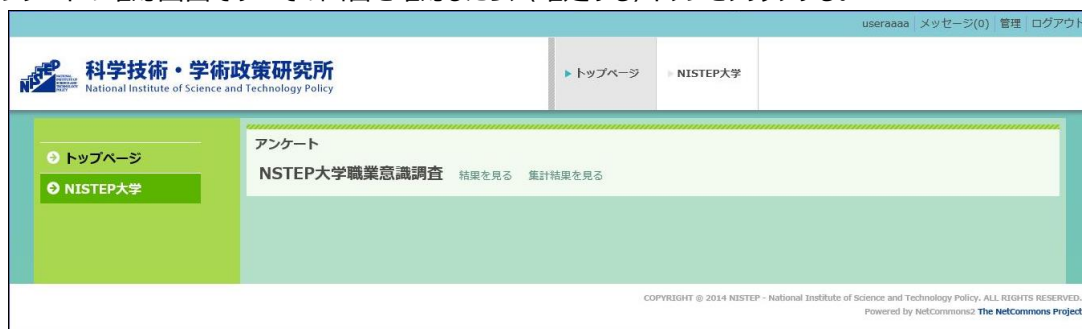 useraaaa メッセージ(0) 管理 ログアウト
NISTEP
科学技術・学術政策研究所
National Institute of Science and Technology Policy
トップページ
NISTEP大学
トップページ
NISTEP大学
アンケート
NSTEP大学職業意識調査 結果を見る 集計結果を見る
COPYRIGHT © 2014 NISTEP - National Institute of Science and Technology Policy. ALL RIGHTS RESERVED.
Powered by NetCommons2 The NetCommons Project